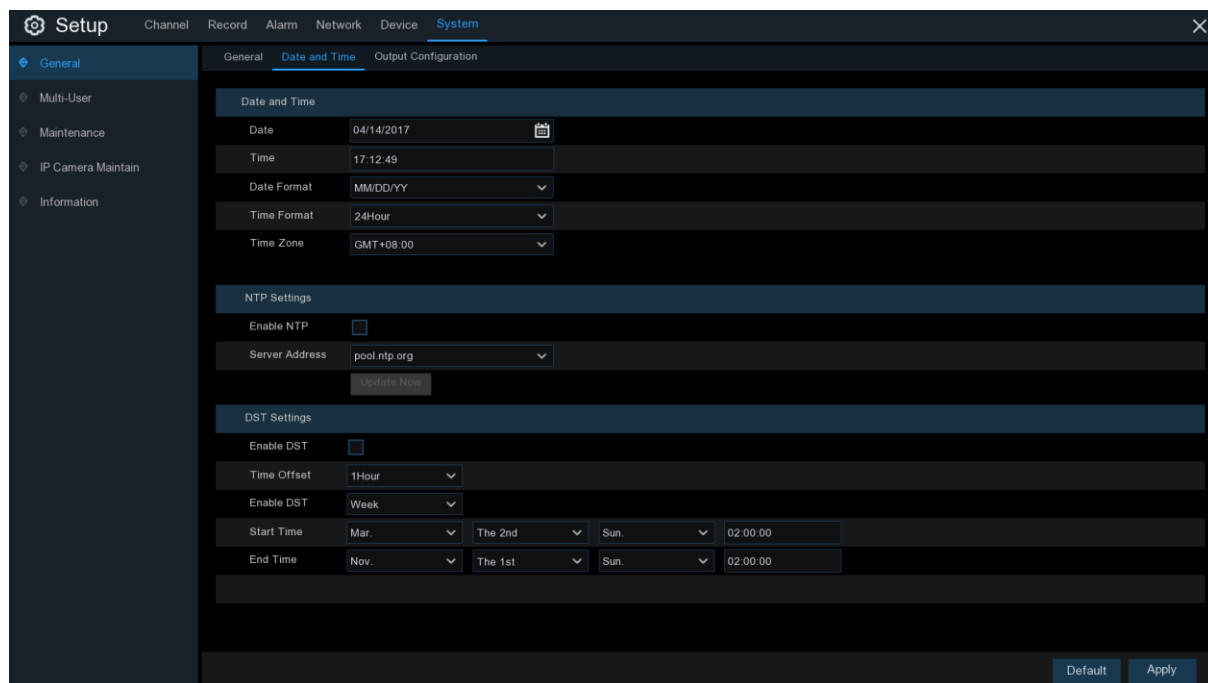 Setup Channel Record Alarm Network Device System
General
Multi-User
Maintenance
IP Camera Maintain
Information
General Date and Time Output Configuration
Date and Time
Date 04/14/2017
Time 17:12:49
Date Format MM/DD/YY
Time Format 24Hour
Time Zone GMT+08:00
NTP Settings
Enable NTP
Server Address pool.ntp.org
Update Now
DST Settings
Enable DST
Time Offset 1Hour
Enable DST Week
Start Time Mar. The 2nd Sun. 02:00:00
End Time Nov. The 1st Sun. 02:00:00
Default Apply